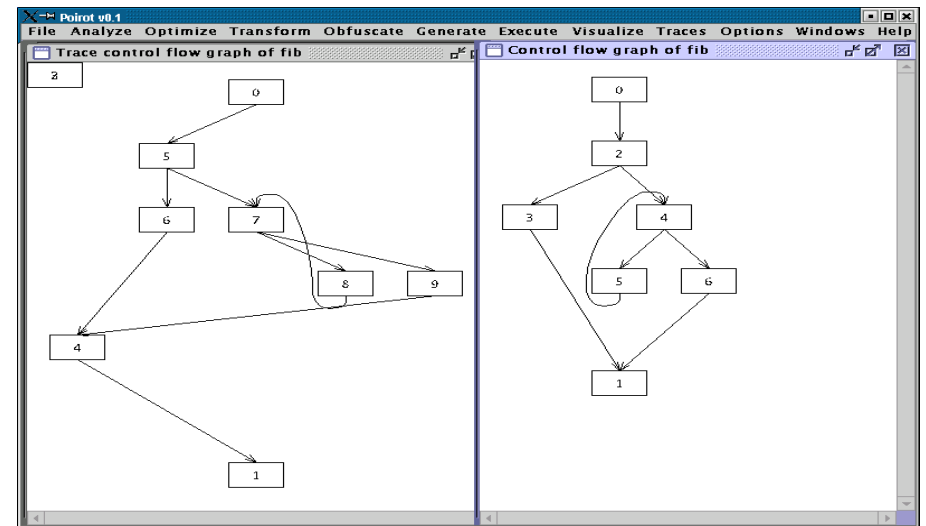 Poirot v0.1
File Analyze Optimize Transform Obfuscate Generate Execute Visualize Traces Options Windows Help
Trace control flow graph of fib
0
5
6 7
8 9
4
1
Control flow graph of fib
0
2
3 4
5 6
1